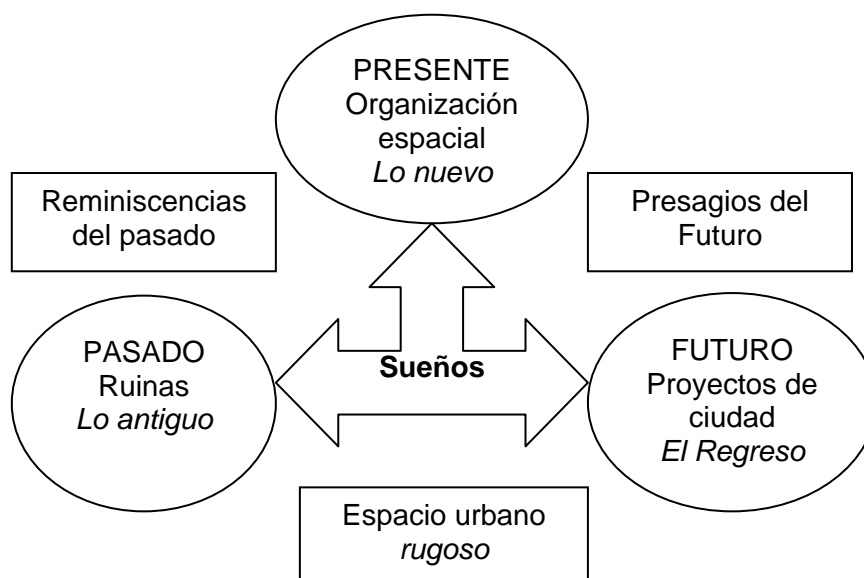 PRESENTE
Organización
espacial
Lo nuevo
Reminiscencias
del pasado
Presagios del
Futuro
PASADO
Ruinas
Lo antiguo
Sueños
FUTURO
Proyectos de
ciudad
El Regreso
Espacio urbano
rugoso